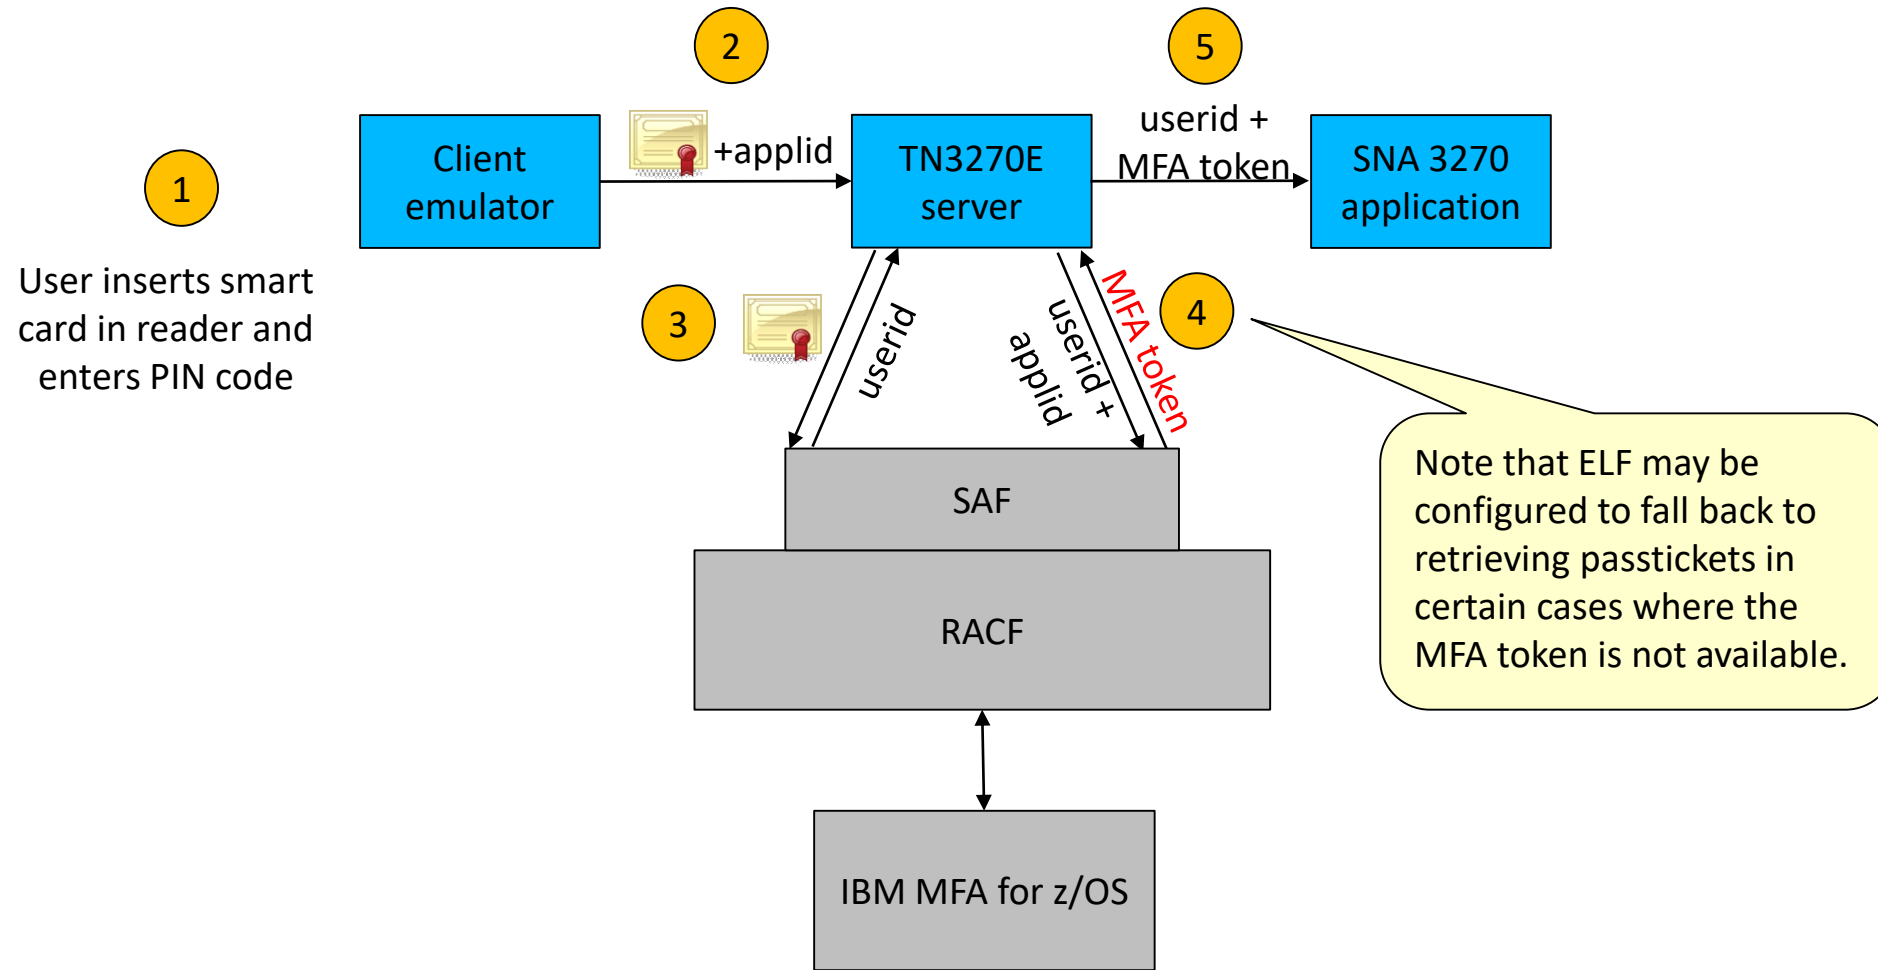 2
5
userid +
MFA token
+applid
Client
emulator
TN3270E
server
SNA 3270
application
1
User inserts smart
card in reader and
enters PIN code
3
userid
userid +
applid
MFA token
4
Note that ELF may be
configured to fall back to
retrieving passtickets in
certain cases where the
MFA token is not available.
SAF
RACF
IBM MFA for z/OS